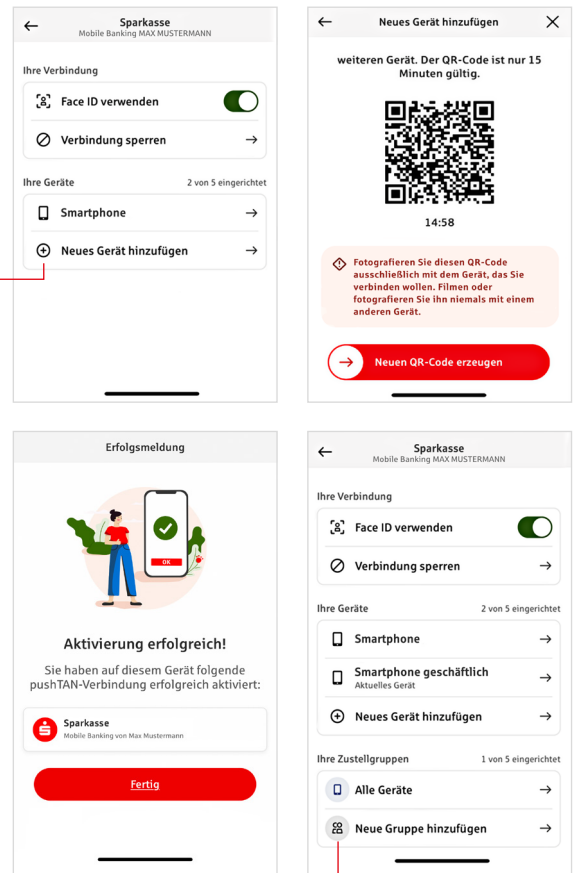 Sparkasse
Mobile Banking MAX MUSTERMANN
Ihre Verbindung
Face ID verwenden
Verbindung sperren
Ihre Geräte 2 von 5 eingerichtet
Smartphone
Neues Gerät hinzufügen
Neues Gerät hinzufügen
weiteren Gerät. Der QR-Code ist nur 15
Minuten gültig.
14:58
Fotografieren Sie diesen QR-Code
ausschließlich mit dem Gerät, das Sie
verbinden wollen. Filmen oder
fotografieren Sie ihn niemals mit einem
anderen Gerät.
Neuen QR-Code erzeugen
Erfolgsmeldung
OK
Aktivierung erfolgreich!
Sie haben auf diesem Gerät folgende
pushTAN-Verbindung erfolgreich aktiviert:
Sparkasse
Mobile Banking von Max Mustermann
Fertig
Sparkasse
Mobile Banking MAX MUSTERMANN
Ihre Verbindung
Face ID verwenden
Verbindung sperren
Ihre Geräte 2 von 5 eingerichtet
Smartphone
Smartphone geschäftlich
Aktuelles Gerät
Neues Gerät hinzufügen
Ihre Zustellgruppen 1 von 5 eingerichtet
Alle Geräte
Neue Gruppe hinzufügen